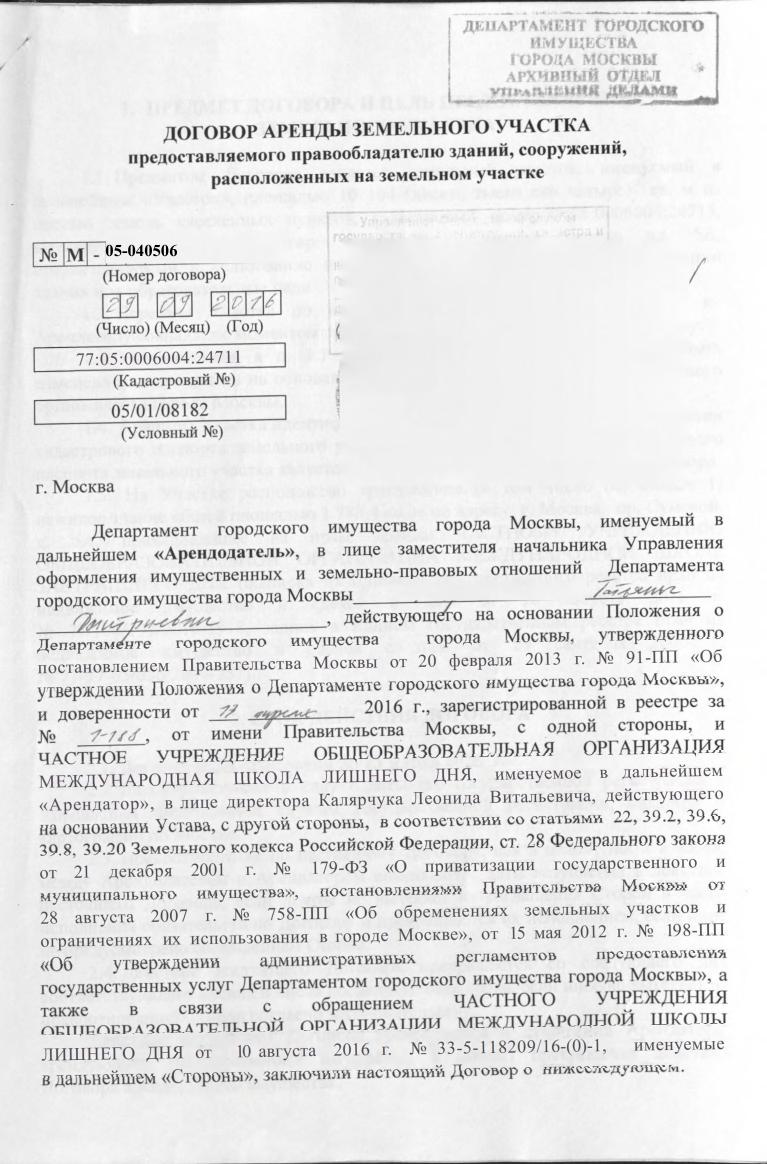 ДЕПАРТАМЕНТ ГОРОДСКОГО
ИМУЩЕСТВА
ГОРОДА МОСКВЫ
АРХИВНЫЙ ОТДЕЛ
УПРАВЛЕНИЯ ДЕЛАМИ
ДОГОВОР АРЕНДЫ ЗЕМЕЛЬНОГО УЧАСТКА
предоставляемого правообладателю зданий, сооружений,
расположенных на земельном участке
№ М - 05-040506
(Номер договора)
29 09 2016
(Число) (Месяц) (Год)
77:05:0006004:24711
(Кадастровый №)
05/01/08182
(Условный №)
г. Москва
Департамент городского имущества города Москвы, именуемый в
дальнейшем «Арендодатель», в лице заместителя начальника Управления
оформления имущественных и земельно-правовых отношений Департамента
городского имущества города Москвы Татьяны
Дмитриевны, действующего на основании Положения о
Департаменте городского имущества города Москвы, утвержденного
постановлением Правительства Москвы от 20 февраля 2013 г. № 91-ПП «Об
утверждении Положения о Департаменте городского имущества города Москвы»,
и доверенности от 17 апреля 2016 г., зарегистрированной в реестре за
№ 1-188, от имени Правительства Москвы, с одной стороны, и
ЧАСТНОЕ УЧРЕЖДЕНИЕ ОБЩЕОБРАЗОВАТЕЛЬНАЯ ОРГАНИЗАЦИЯ
МЕЖДУНАРОДНАЯ ШКОЛА ЛИШНЕГО ДНЯ, именуемое в дальнейшем
«Арендатор», в лице директора Калярчука Леонида Витальевича, действующего
на основании Устава, с другой стороны, в соответствии со статьями 22, 39.2, 39.6,
39.8, 39.20 Земельного кодекса Российской Федерации, ст. 28 Федерального закона
от 21 декабря 2001 г. № 179-ФЗ «О приватизации государственного и
муниципального имущества», постановлениями Правительства Москвы от
28 августа 2007 г. № 758-ПП «Об обременениях земельных участков и
ограничениях их использования в городе Москве», от 15 мая 2012 г. № 198-ПП
«Об утверждении административных регламентов предоставления
государственных услуг Департаментом городского имущества города Москвы», а
также в связи с обращением ЧАСТНОГО УЧРЕЖДЕНИЯ
ОБЩЕОБРАЗОВАТЕЛЬНОЙ ОРГАНИЗАЦИИ МЕЖДУНАРОДНОЙ ШКОЛЫ
ЛИШНЕГО ДНЯ от 10 августа 2016 г. № 33-5-118209/16-(0)-1, именуемые
в дальнейшем «Стороны», заключили настоящий Договор о нижеследующем.